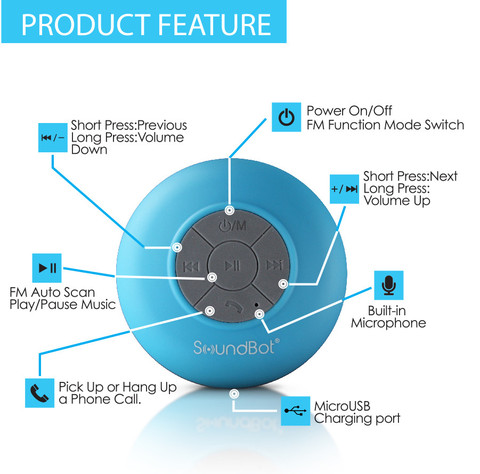 PRODUCT FEATURE
Power On/Off
FM Function Mode Switch
Short Press:Previous
Long Press:Volume
Down
Short Press:Next
Long Press:
Volume Up
FM Auto Scan
Play/Pause Music
Built-in
Microphone
Pick Up or Hang Up
a Phone Call.
MicroUSB
Charging port
/M
SoundBot®